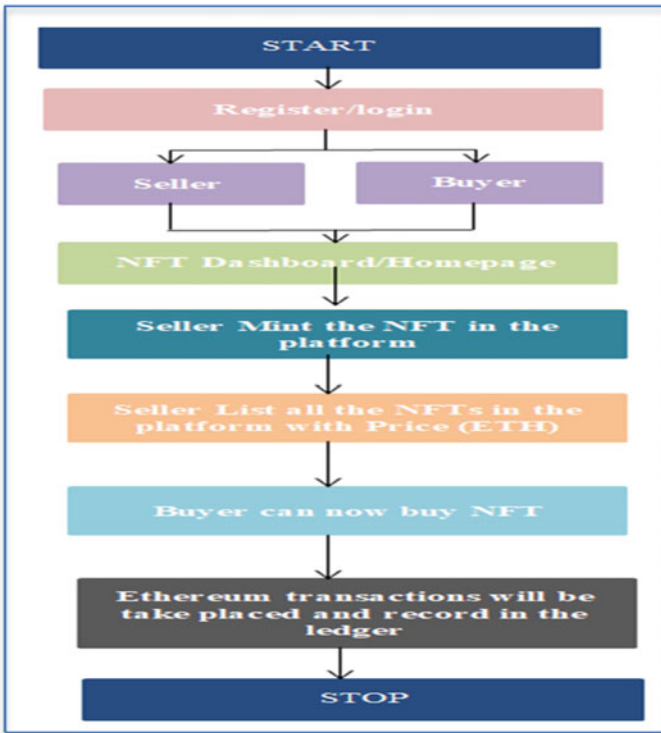 START
Register/login
Seller
Buyer
NFT Dashboard/Homepage
Seller Mint the NFT in the
platform
Seller List all the NFTs in the
platform with Price (ETH)
Buyer can now buy NFT
Ethereum transactions will be
take placed and record in the
ledger
STOP